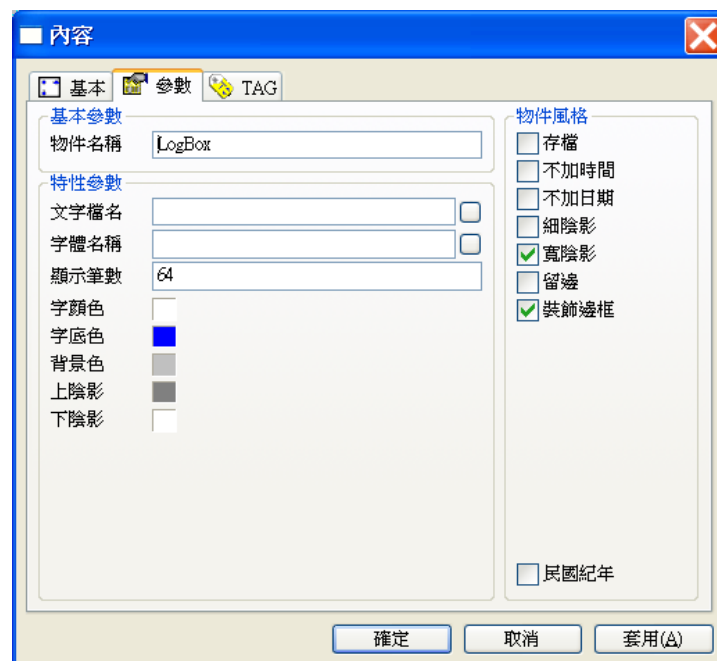 內容
基本 參數 TAG
基本參數
物件名稱 LogBox
特性參數
文字檔名
字體名稱
顯示筆數 64
字顏色
字底色
背景色
上陰影
下陰影
物件風格
存檔
不加時間
不加日期
細陰影
寬陰影
留邊
裝飾邊框
民國紀年
確定 取消 套用(A)